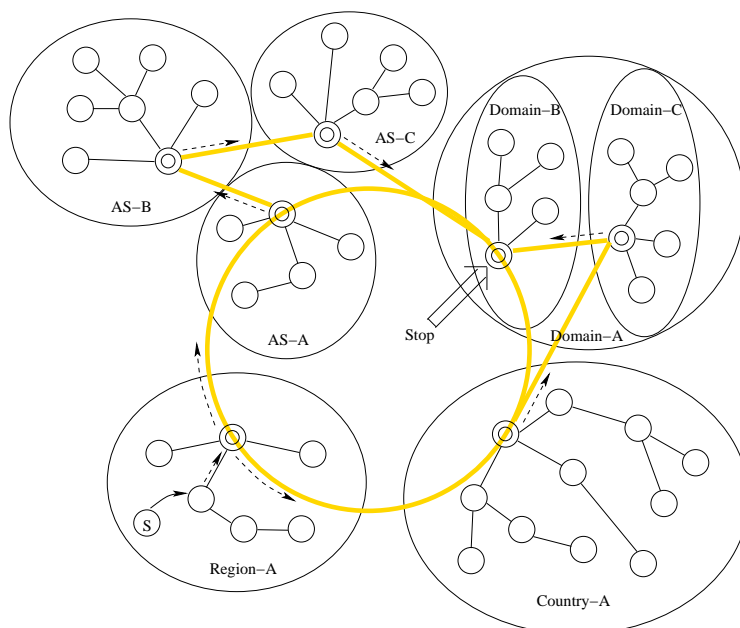 Domain−B
Domain−C
AS−C
AS−B
Stop
Domain−A
AS−A
S
Region−A
Country−A